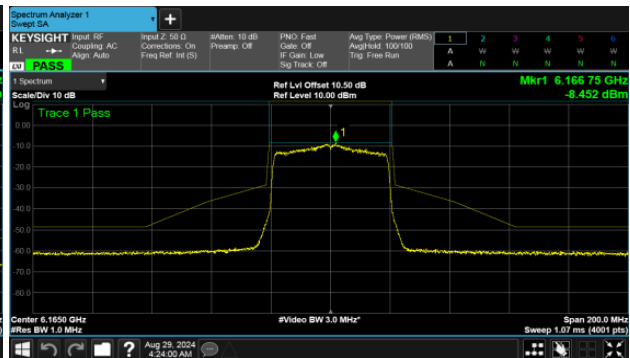 Spectrum Analyzer 1
Swept SA
+
KEYSIGHT Input: RF
RL Coupling: AC
Align: Auto
Input Z: 50 Ω
Corrections: On
Freq Ref: Int (S)
#Atten: 10 dB
Preamp: Off
PNO: Fast
Gate: Off
IF Gain: Low
Sig Track: Off
Avg Type: Power (RMS)
Avg|Hold: 100/100
Trig: Free Run
1 2 3 4 5 6
A W W W W W
A N N N N N
PASS
1 Spectrum
Scale/Div 10 dB
Ref Lvl Offset 10.50 dB
Ref Level 10.00 dBm
Mkr1 6.166 75 GHz
-8.452 dBm
Log
Trace 1 Pass
1
0.00
-10.0
-20.0
-30.0
-40.0
-50.0
-60.0
-70.0
-80.0
Center 6.1650 GHz
#Res BW 1.0 MHz
#Video BW 3.0 MHz*
Span 200.0 MHz
Sweep 1.07 ms (4001 pts)
?
Aug 29, 2024
4:24:00 AM